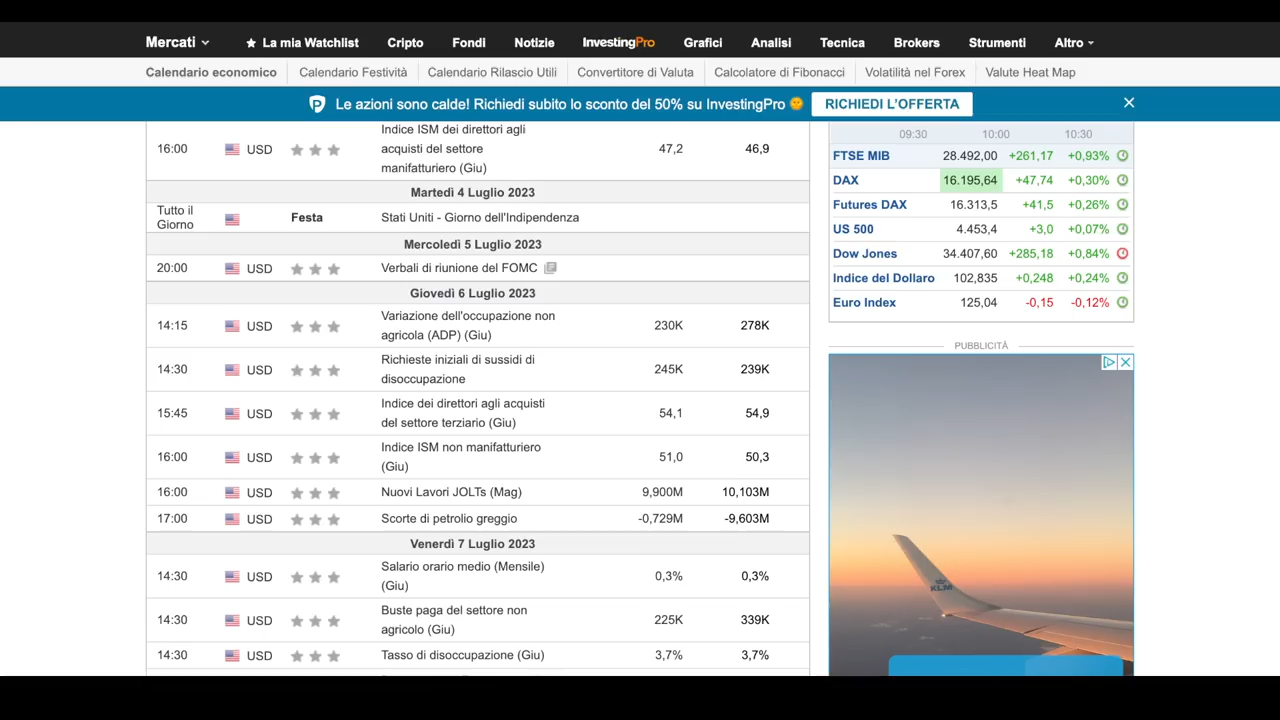 Mercati
La mia Watchlist
Cripto
Fondi
Notizie
InvestingPro
Grafici
Analisi
Tecnica
Brokers
Strumenti
Altro
Calendario economico
Calendario Festività
Calendario Rilascio Utili
Convertitore di Valuta
Calcolatore di Fibonacci
Volatilità nel Forex
Valute Heat Map
Le azioni sono calde! Richiedi subito lo sconto del 50% su InvestingPro 🌞
RICHIEDI L'OFFERTA
16:00 USD Indice ISM dei direttori agli
acquisti del settore
manifatturiero (Giu) 47,2 46,9
Martedì 4 Luglio 2023
Tutto il
Giorno Festa Stati Uniti - Giorno dell'Indipendenza
Mercoledì 5 Luglio 2023
20:00 USD Verbali di riunione del FOMC
Giovedì 6 Luglio 2023
14:15 USD Variazione dell'occupazione non
agricola (ADP) (Giu) 230K 278K
14:30 USD Richieste iniziali di sussidi di
disoccupazione 245K 239K
15:45 USD Indice dei direttori agli acquisti
del settore terziario (Giu) 54,1 54,9
16:00 USD Indice ISM non manifatturiero
(Giu) 51,0 50,3
16:00 USD Nuovi Lavori JOLTs (Mag) 9,900M 10,103M
17:00 USD Scorte di petrolio greggio -0,729M -9,603M
Venerdì 7 Luglio 2023
14:30 USD Salario orario medio (Mensile)
(Giu) 0,3% 0,3%
14:30 USD Buste paga del settore non
agricolo (Giu) 225K 339K
14:30 USD Tasso di disoccupazione (Giu) 3,7% 3,7%
09:30 10:00 10:30
FTSE MIB 28.492,00 +261,17 +0,93%
DAX 16.195,64 +47,74 +0,30%
Futures DAX 16.313,5 +41,5 +0,26%
US 500 4.453,4 +3,0 +0,07%
Dow Jones 34.407,60 +285,18 +0,84%
Indice del Dollaro 102,835 +0,248 +0,24%
Euro Index 125,04 -0,15 -0,12%
PUBBLICITÀ
KLM